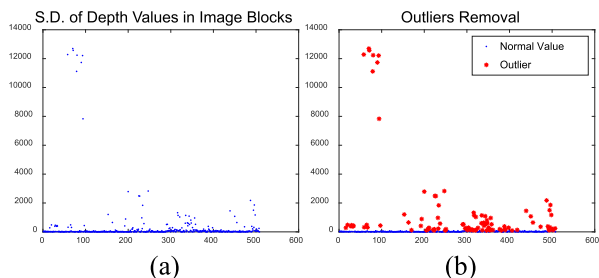 S.D. of Depth Values in Image Blocks
14000
12000
10000
8000
6000
4000
2000
0
0 100 200 300 400 500 600
(a)
Outliers Removal
14000
12000
10000
8000
6000
4000
2000
0
0 100 200 300 400 500 600
Normal Value
Outlier
(b)